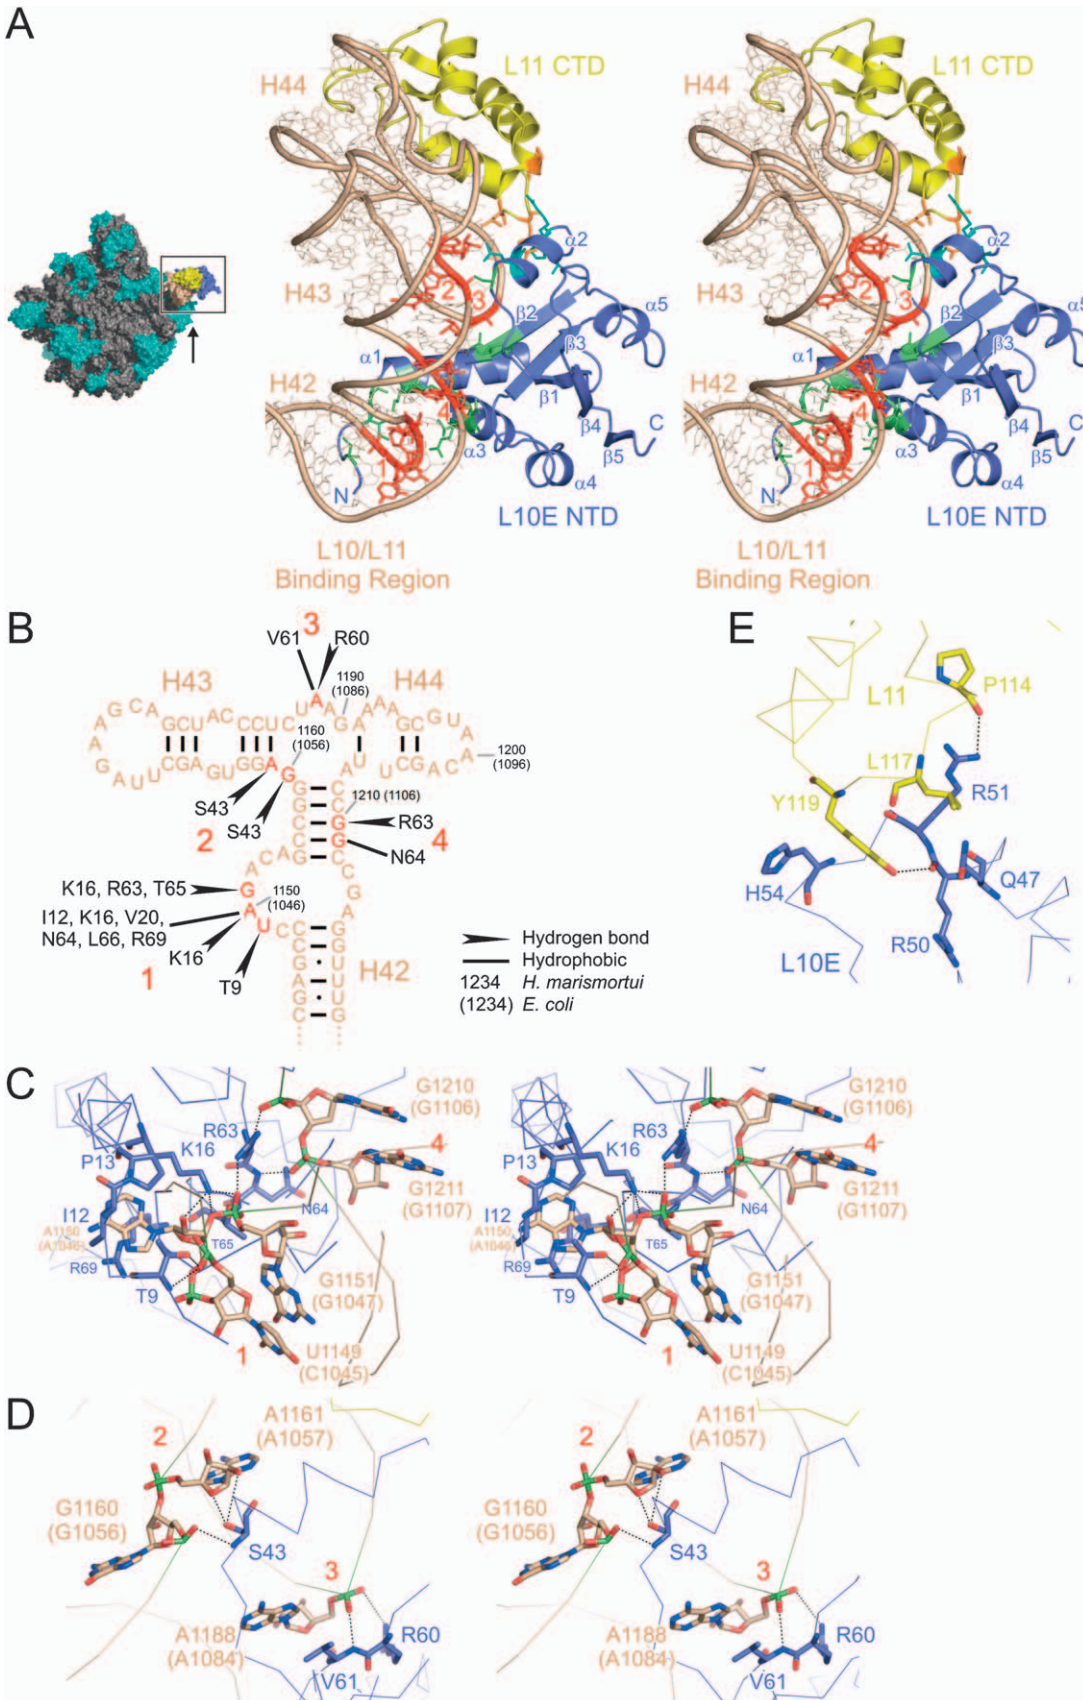 A
H44
L11 CTD
α2
H43
2
3
β2
α5
α1
β3
H42
4
β1
C
α3
β4
β5
1
N
α4
L10E NTD
L10/L11
Binding Region
H44
L11 CTD
α2
H43
2
3
β2
α5
α1
β3
H42
4
β1
C
α3
β4
β5
1
N
α4
L10E NTD
L10/L11
Binding Region
B
3
V61
R60
H43
1190
(1086)
H44
1160
(1056)
1200
(1096)
S43
S43
2
1210 (1106)
R63
4
N64
K16, R63, T65
1150
(1046)
I12, K16, V20,
N64, L66, R69
K16
1
T9
H42
Hydrogen bond
Hydrophobic
1234 H. marismortui
(1234) E. coli
E
L11
P114
L117
R51
Y119
H54
Q47
R50
L10E
C
G1210
(G1106)
R63
K16
4
P13
G1211
(G1107)
I12
N64
A1150
(A1046)
T65
R69
G1151
(G1047)
T9
1
U1149
(C1045)
G1210
(G1106)
R63
K16
4
P13
G1211
(G1107)
I12
N64
A1150
(A1046)
T65
R69
G1151
(G1047)
T9
1
U1149
(C1045)
D
A1161
(A1057)
2
G1160
(G1056)
S43
3
A1188
(A1084)
R60
V61
A1161
(A1057)
2
G1160
(G1056)
S43
3
A1188
(A1084)
R60
V61